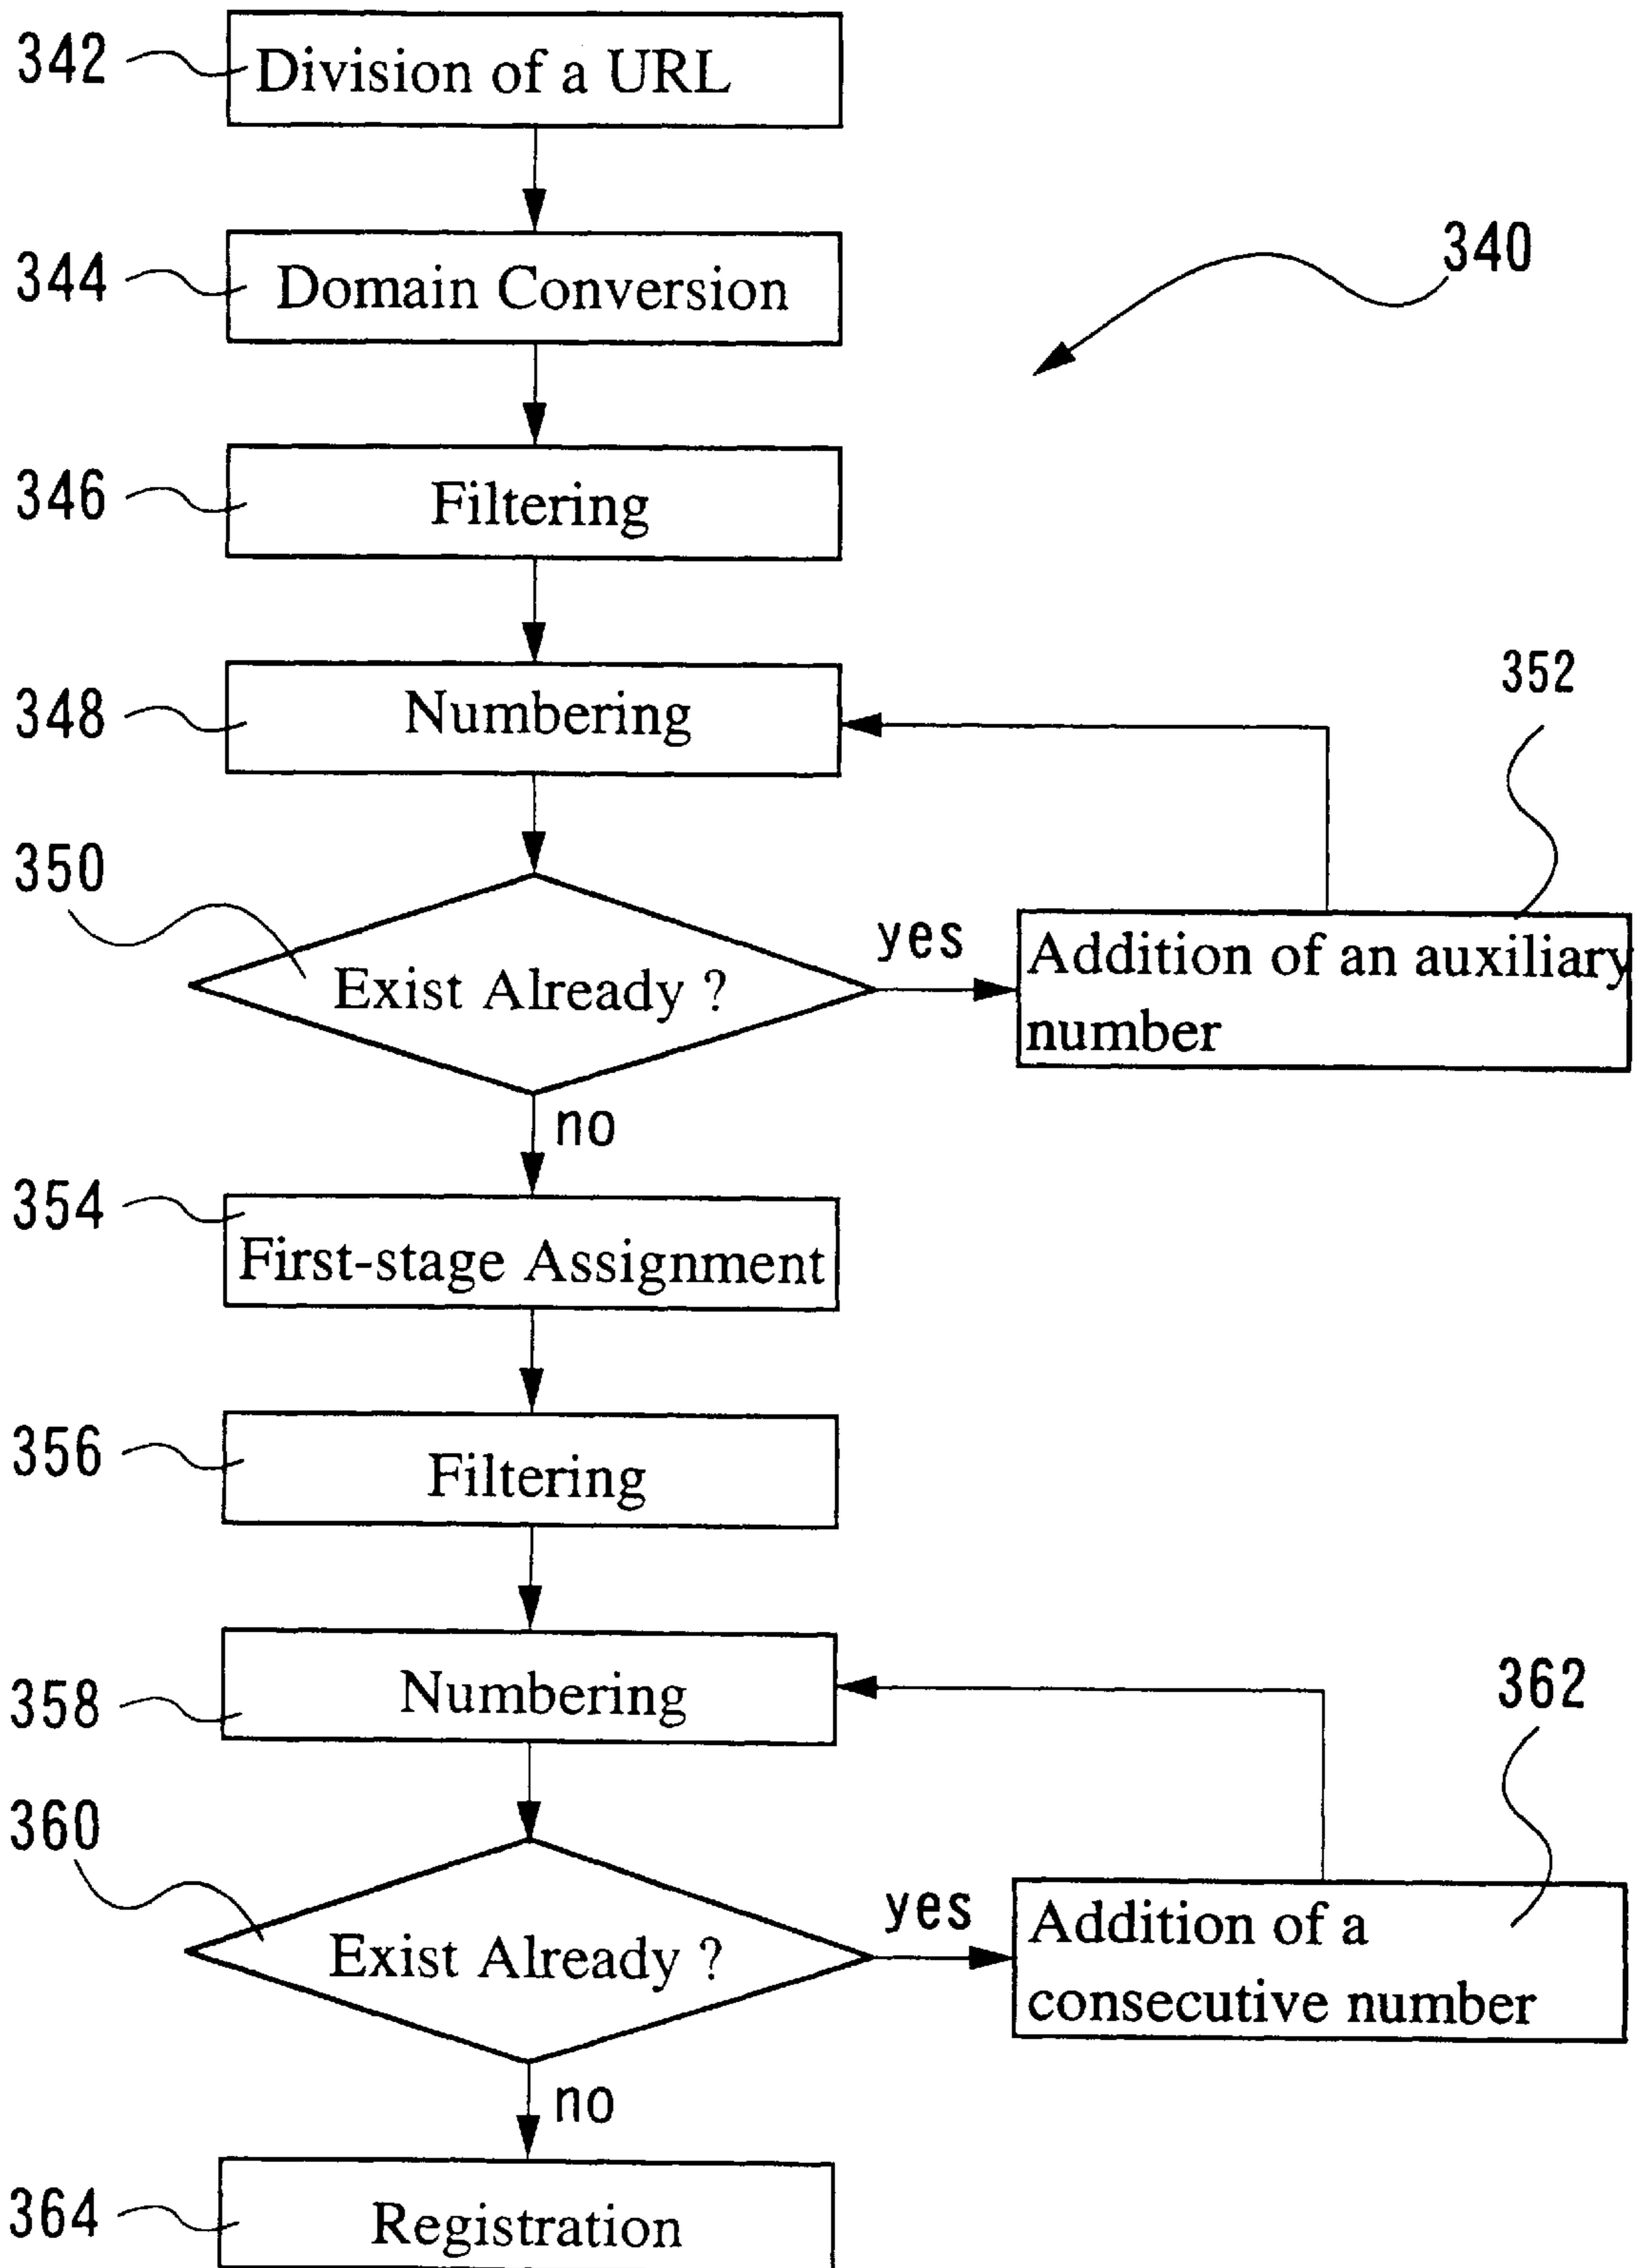 342
Division of a URL
344
Domain Conversion
340
346
Filtering
348
Numbering
352
350
Exist Already ?
yes
Addition of an auxiliary
number
no
354
First-stage Assignment
356
Filtering
358
Numbering
362
360
Exist Already ?
yes
Addition of a
consecutive number
no
364
Registration